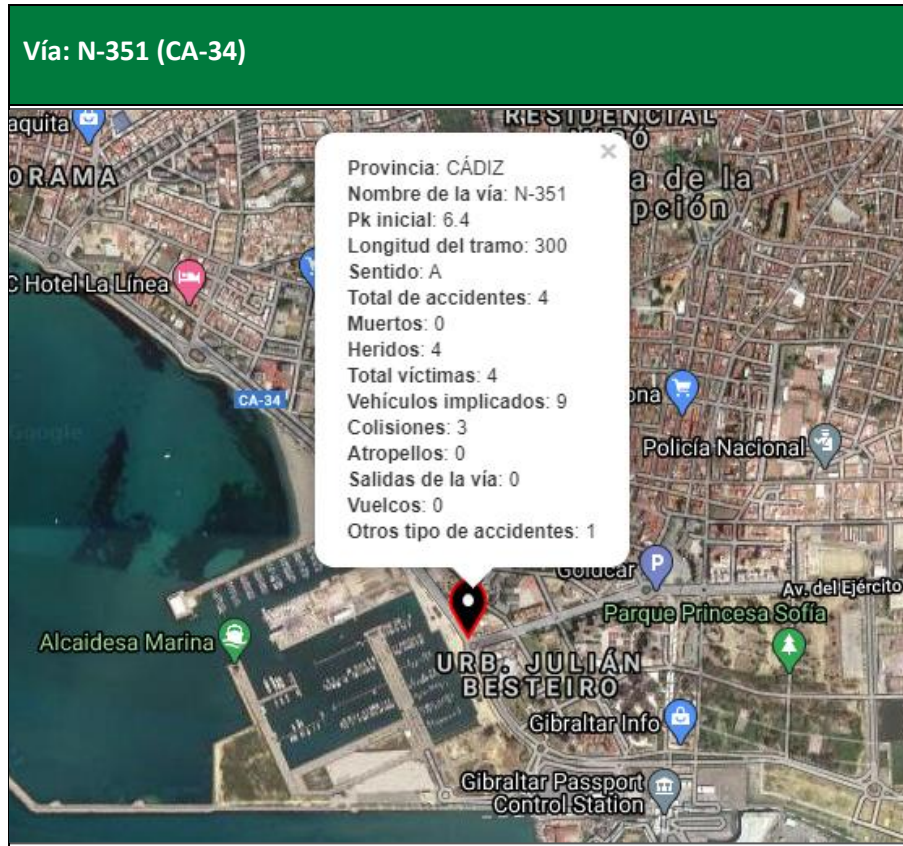 Vía: N-351 (CA-34)
aquita
RESIDENCIAL
ORAMA
a de la
pción
×
Provincia: CÁDIZ
Nombre de la vía: N-351
Pk inicial: 6.4
Longitud del tramo: 300
Sentido: A
Total de accidentes: 4
Muertos: 0
Heridos: 4
Total víctimas: 4
Vehículos implicados: 9
Colisiones: 3
Atropellos: 0
Salidas de la vía: 0
Vuelcos: 0
Otros tipo de accidentes: 1
C Hotel La Línea
CA-34
Google
ona
Policía Nacional
Goldcar
P
Av. del Ejército
Parque Princesa Sofía
Alcaidesa Marina
URB. JULIÁN
BESTEIRO
Gibraltar Info
Gibraltar Passport
Control Station